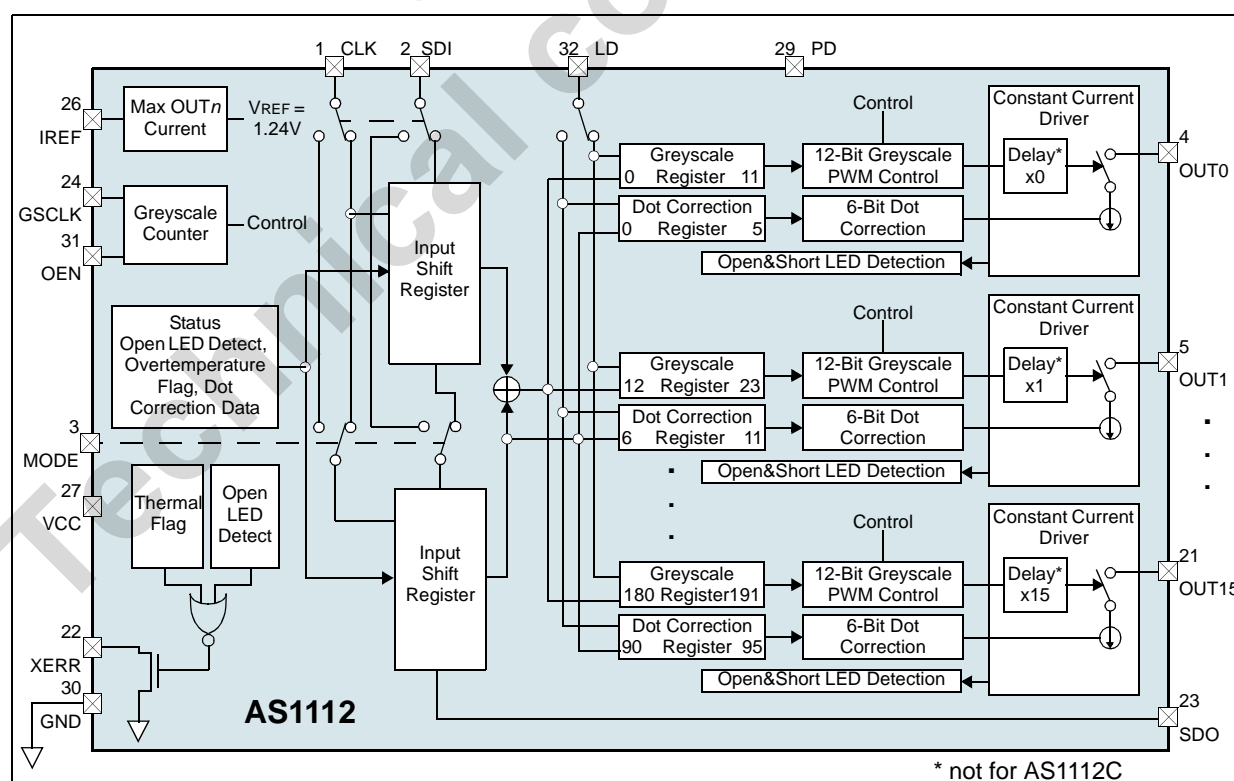 1 CLK
2 SDI
32 LD
29 PD
26
IREF
Max OUTn
Current
VREF =
1.24V
24
GSCLK
31
OEN
Greyscale
Counter
Control
Status
Open LED Detect,
Overtemperature
Flag, Dot
Correction Data
3
MODE
27
VCC
Thermal
Flag
Open
LED
Detect
22
XERR
30
GND
AS1112
Input
Shift
Register
Input
Shift
Register
Greyscale
0 Register 11
Dot Correction
0 Register 5
Control
12-Bit Greyscale
PWM Control
6-Bit Dot
Correction
Open&Short LED Detection
Constant Current
Driver
Delay*
x0
4
OUT0
Greyscale
12 Register 23
Dot Correction
6 Register 11
Control
12-Bit Greyscale
PWM Control
6-Bit Dot
Correction
Open&Short LED Detection
Constant Current
Driver
Delay*
x1
5
OUT1
Greyscale
180 Register191
Dot Correction
90 Register 95
Control
12-Bit Greyscale
PWM Control
6-Bit Dot
Correction
Open&Short LED Detection
Constant Current
Driver
Delay*
x15
21
OUT15
23
SDO
* not for AS1112C
Technical co